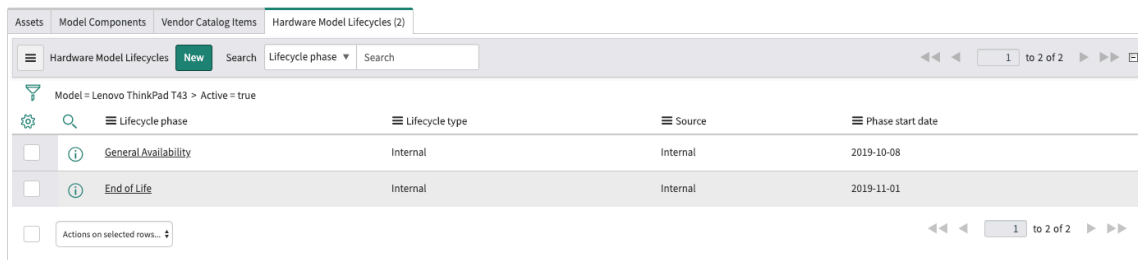 Assets Model Components Vendor Catalog Items Hardware Model Lifecycles (2)
Hardware Model Lifecycles New Search Lifecycle phase Search 1 to 2 of 2
Model = Lenovo ThinkPad T43 > Active = true
Lifecycle phase Lifecycle type Source Phase start date
General Availability Internal Internal 2019-10-08
End of Life Internal Internal 2019-11-01
Actions on selected rows... 1 to 2 of 2